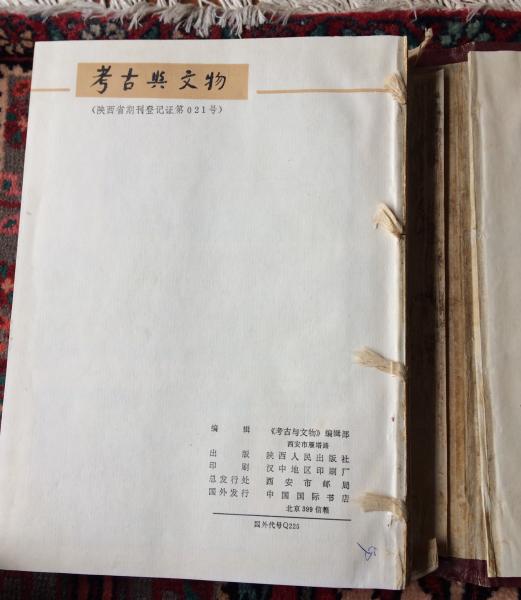 考古與文物
(陕西省期刊登记证第021号)
编 辑 《考古与文物》编辑部
西安市雁塔路
出 版 陕西人民出版社
印 刷 汉中地区印刷厂
总发行处 西安市邮局
国外发行 中国国际书店
北京399信箱
国外代号Q225